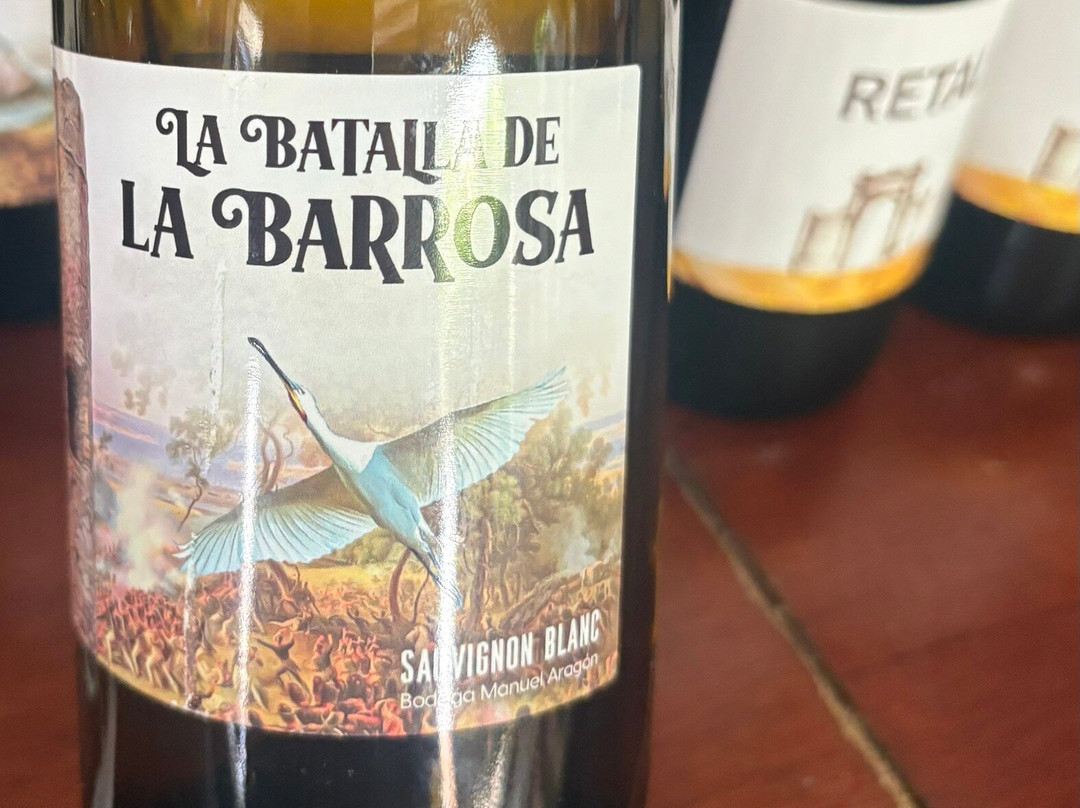 LA BATALLA DE
LA BARROSA
SAUVIGNON BLANC
Bodega Manuel Aragón